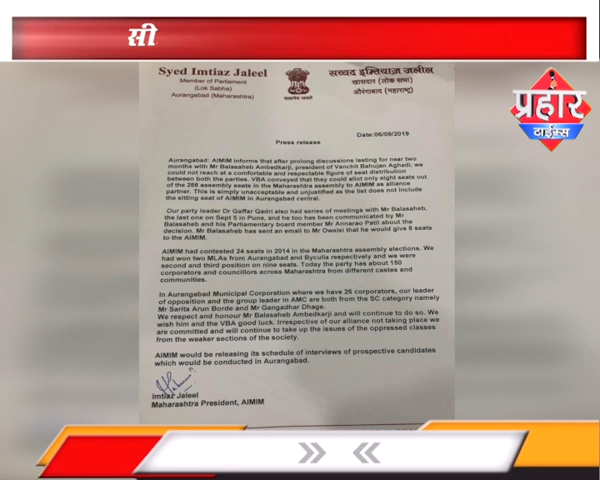 सी
Syed Imtiaz Jaleel
Member of Parliament
(Lok Sabha)
Aurangabad (Maharashtra)
सत्यमेव जयते
सय्यद इम्तियाज़ जलील
खासदार (लोक सभा)
औरंगाबाद (महाराष्ट्र)
प्रहार
टाईम्स
Date:06/09/2019
Press release
Aurangabad: AIMIM informs that after prolong discussions lasting for near two
months with Mr Balasaheb Ambedkarji, president of Vanchit Bahujan Aghadi, we
could not reach at a comfortable and respectable figure of seat distribution
between both the parties. VBA conveyed that they could allot only eight seats out
of the 288 assembly seats in the Maharashtra assembly to AIMIM as alliance
partner. This is simply unacceptable and unjustified as the list does not include
the sitting seat of AIMIM in Aurangabad central.
Our party leader Dr Gaffar Qadri also had series of meetings with Mr Balasaheb,
the last one on Sept 5 in Pune, and he too has been communicated by Mr
Balasaheb and his Parliamentary board member Mr Annarao Patil about the
decision. Mr Balasaheb has sent an email to Mr Owaisi that he would give 8 seats
to the AIMIM.
AIMIM had contested 24 seats in 2014 in the Maharashtra assembly elections. We
had won two MLAs from Aurangabad and Byculla respectively and we were
second and third position on nine seats. Today the party has about 150
corporators and councillors across Maharashtra from different castes and
communities.
In Aurangabad Municipal Corporation where we have 26 corporators, our leader
of opposition and the group leader in AMC are both from the SC category namely
Mr Sarita Arun Borde and Mr Gangadhar Dhage.
We respect and honour Mr Balasaheb Ambedkarji and will continue to do so. We
wish him and the VBA good luck. Irrespective of our alliance not taking place we
are committed and will continue to take up the issues of the oppressed classes
from the weaker sections of the society.
AIMIM would be releasing its schedule of interviews of prospective candidates
which would be conducted in Aurangabad.
Imtiaz Jaleel
Maharashtra President, AIMIM